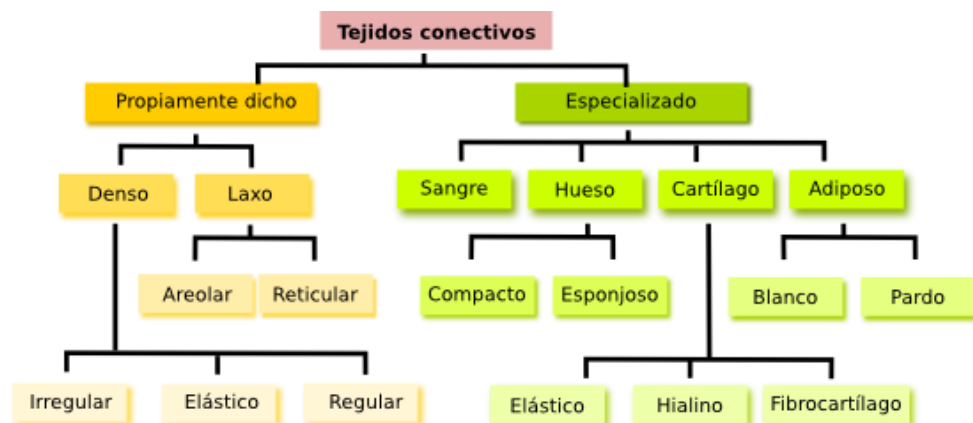 Tejidos conectivos
Propiamente dicho
Especializado
Denso
Laxo
Sangre
Hueso
Cartílago
Adiposo
Areolar
Reticular
Compacto
Esponjoso
Blanco
Pardo
Irregular
Elástico
Regular
Elástico
Hialino
Fibrocartílago